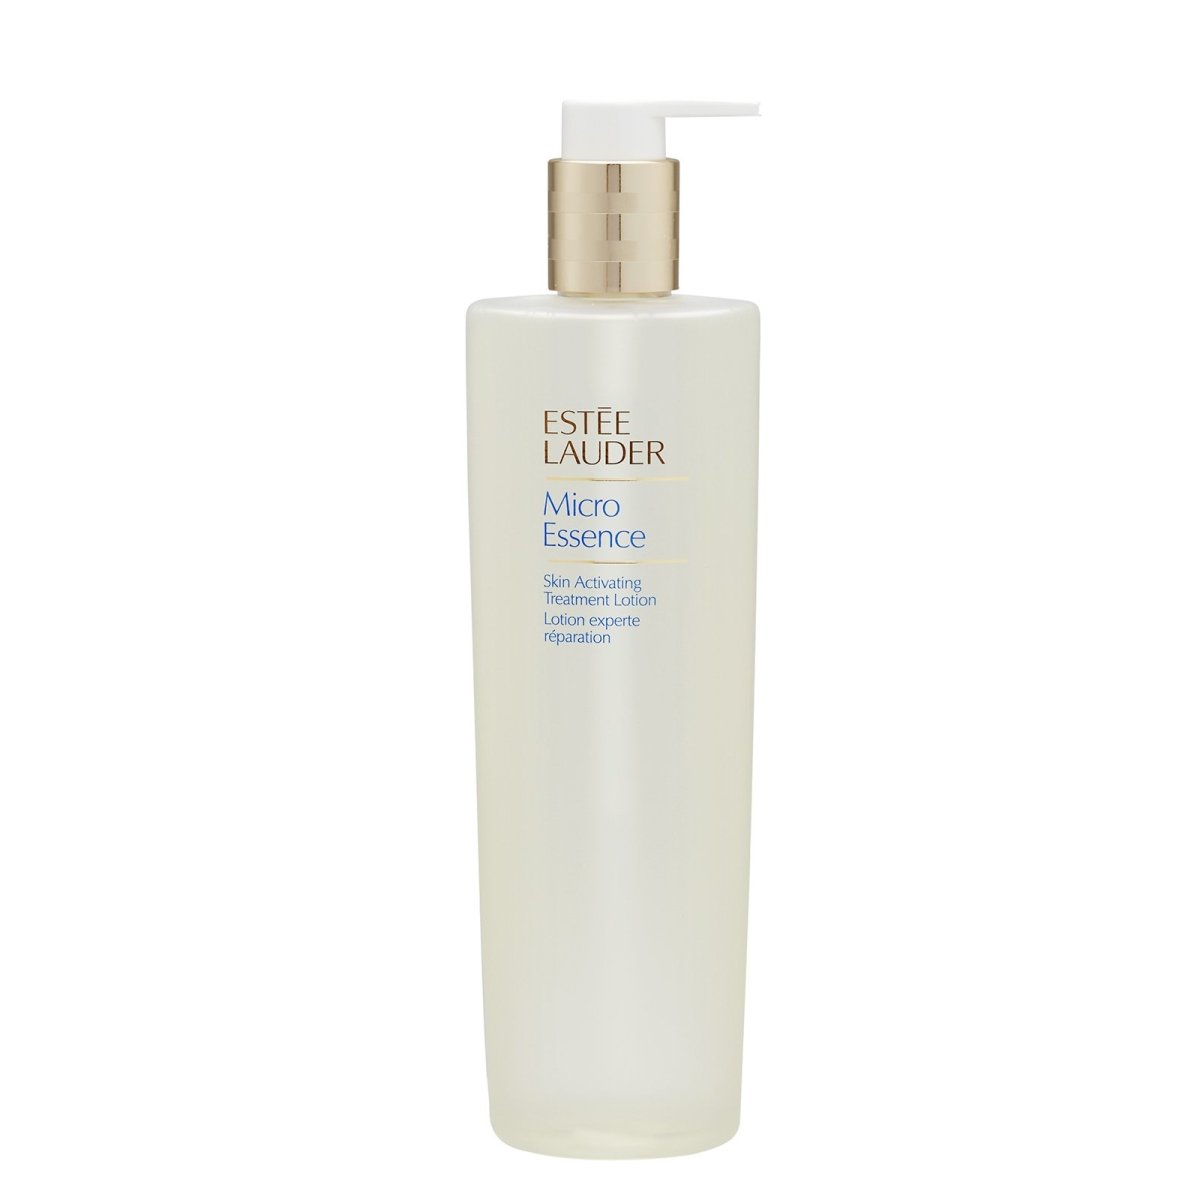 ESTĒE
LAUDER
Micro
Essence
Skin Activating
Treatment Lotion
Lotion experte
réparation